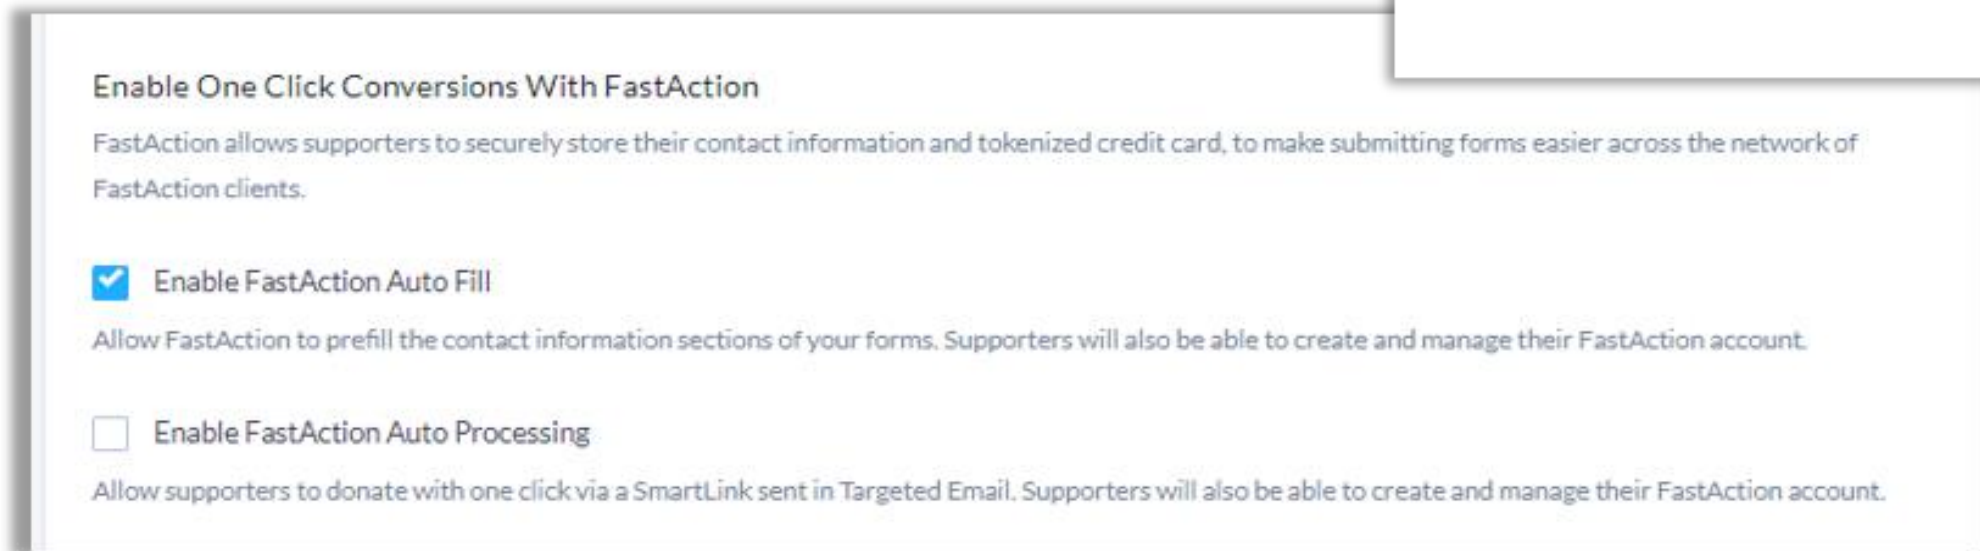 Enable One Click Conversions With FastAction
FastAction allows supporters to securely store their contact information and tokenized credit card, to make submitting forms easier across the network of
FastAction clients.
Enable FastAction Auto Fill
Allow FastAction to prefill the contact information sections of your forms. Supporters will also be able to create and manage their FastAction account.
Enable FastAction Auto Processing
Allow supporters to donate with one click via a SmartLink sent in Targeted Email. Supporters will also be able to create and manage their FastAction account.